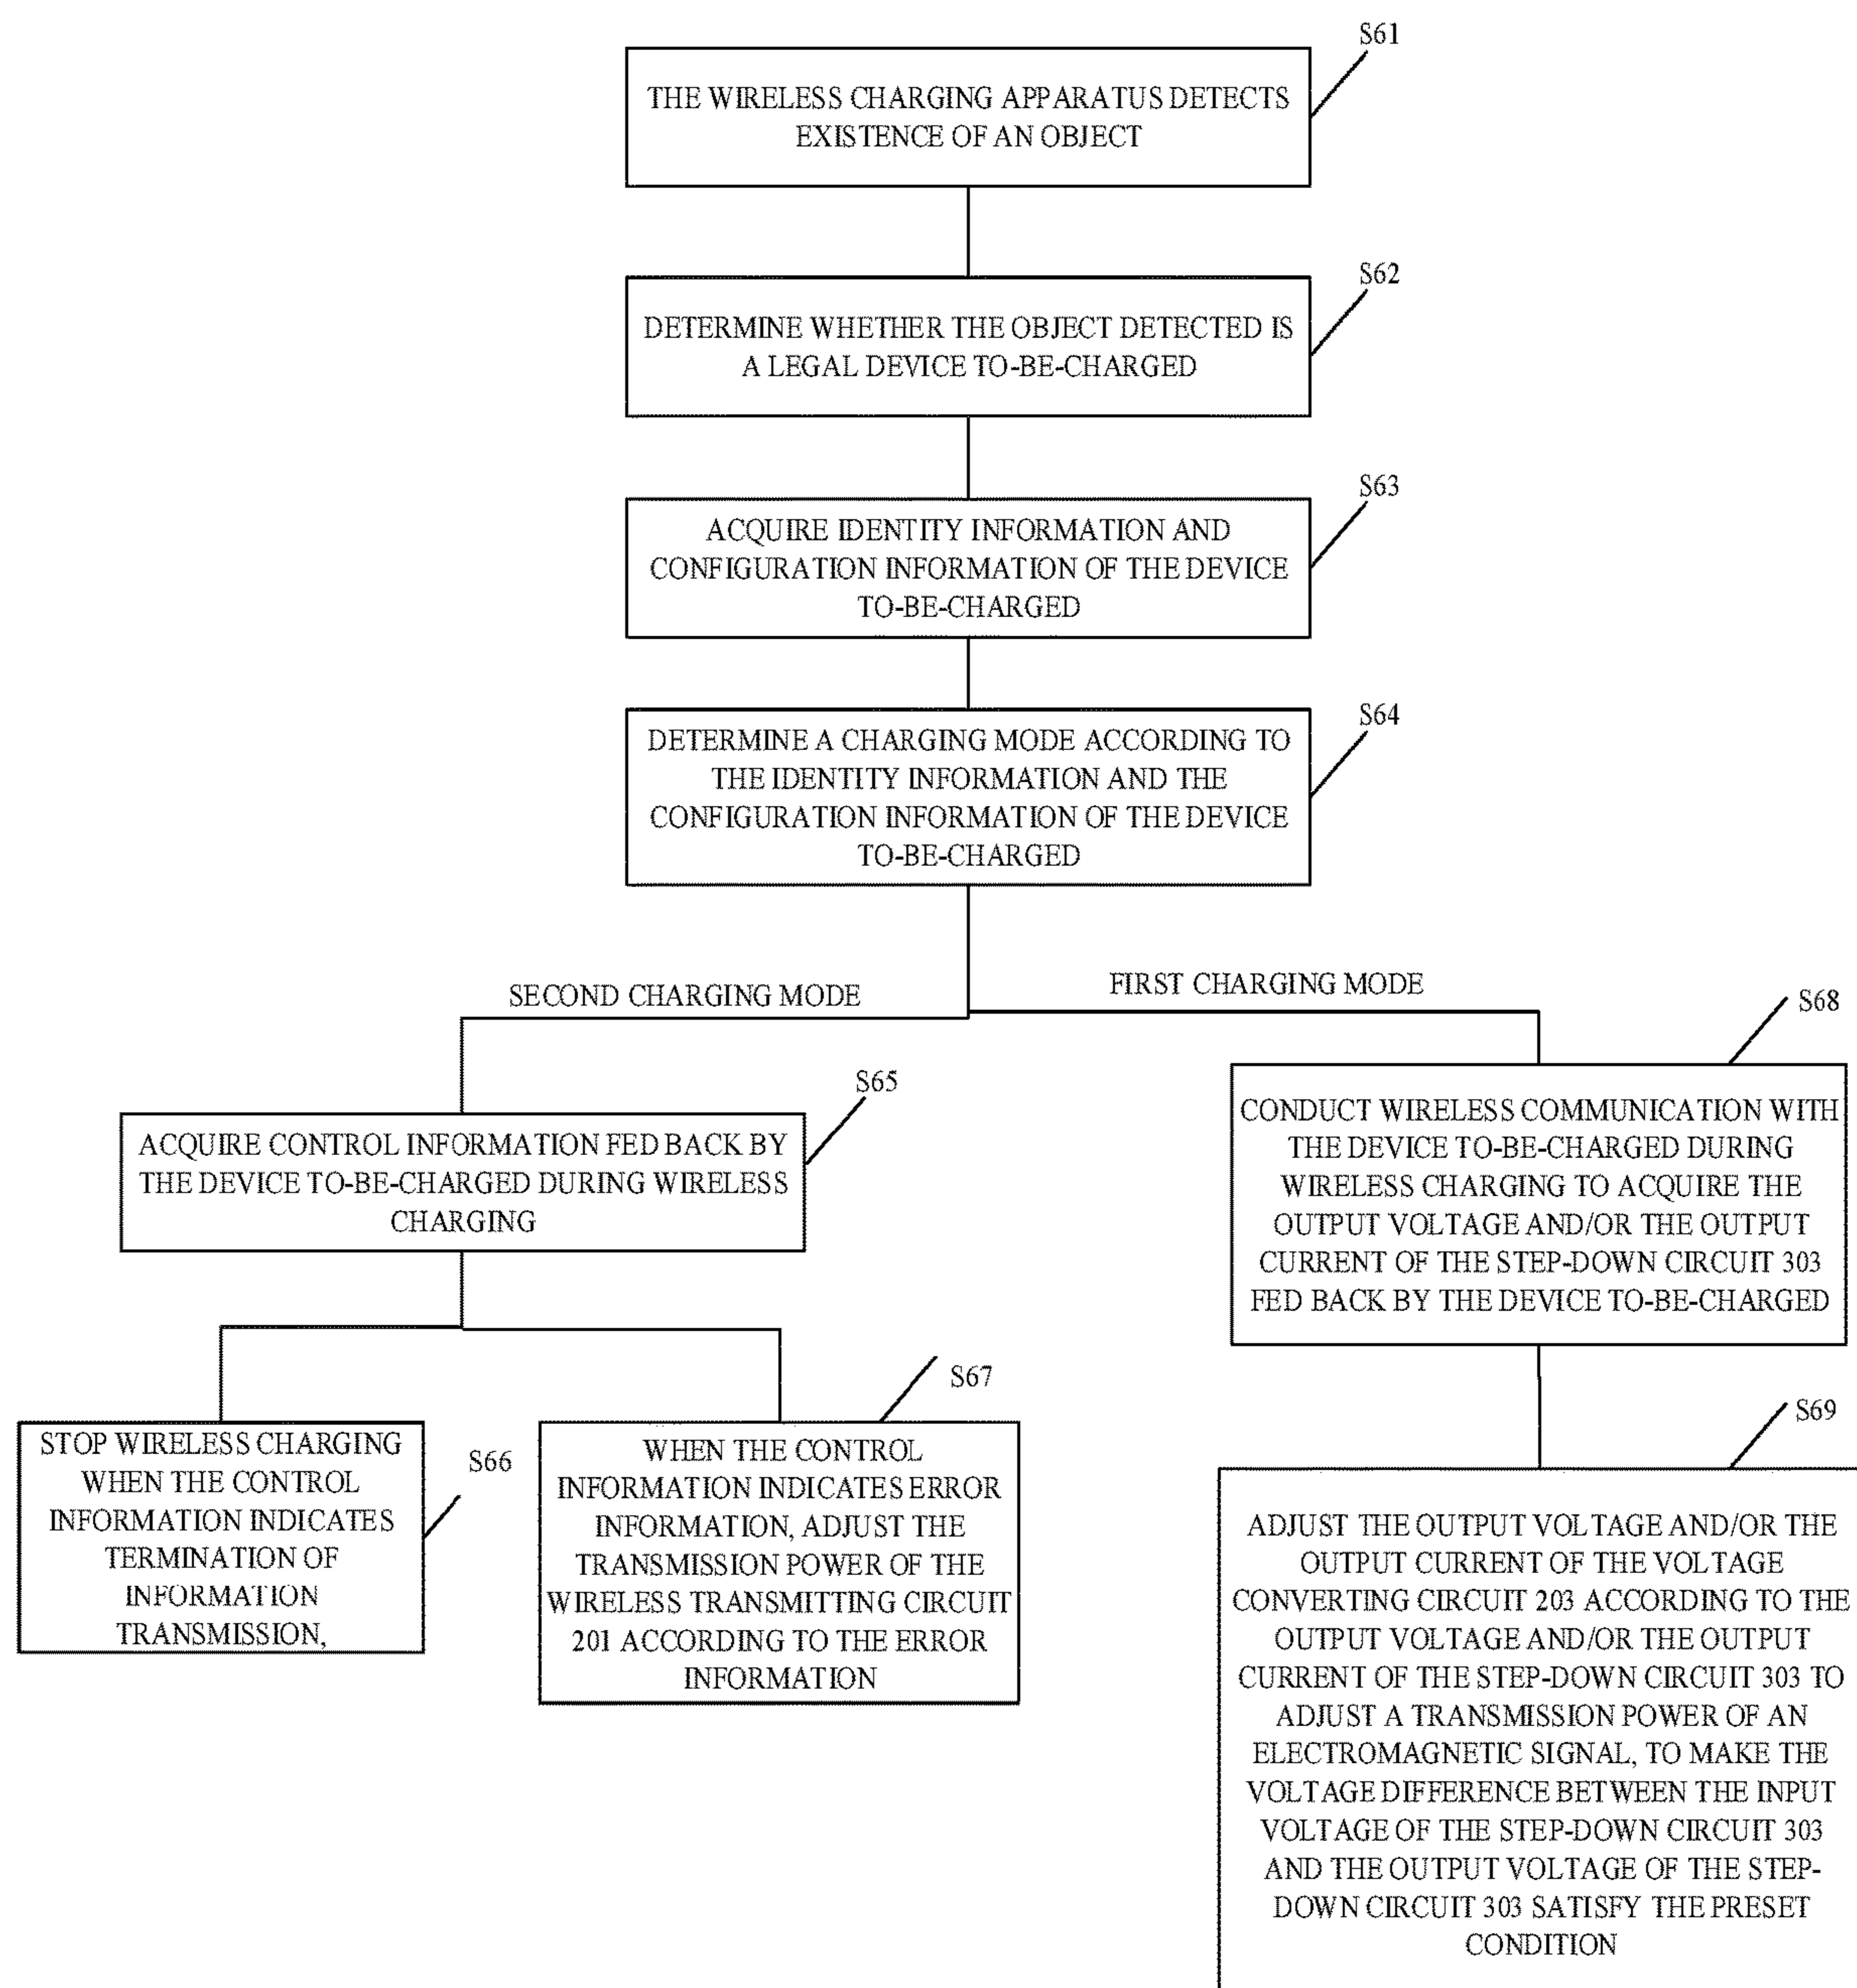 S61
THE WIRELESS CHARGING APPARATUS DETECTS
EXISTENCE OF AN OBJECT
S62
DETERMINE WHETHER THE OBJECT DETECTED IS
A LEGAL DEVICE TO-BE-CHARGED
S63
ACQUIRE IDENTITY INFORMATION AND
CONFIGURATION INFORMATION OF THE DEVICE
TO-BE-CHARGED
S64
DETERMINE A CHARGING MODE ACCORDING TO
THE IDENTITY INFORMATION AND THE
CONFIGURATION INFORMATION OF THE DEVICE
TO-BE-CHARGED
SECOND CHARGING MODE
FIRST CHARGING MODE
S65
ACQUIRE CONTROL INFORMATION FED BACK BY
THE DEVICE TO-BE-CHARGED DURING WIRELESS
CHARGING
S66
STOP WIRELESS CHARGING
WHEN THE CONTROL
INFORMATION INDICATES
TERMINATION OF
INFORMATION
TRANSMISSION,
S67
WHEN THE CONTROL
INFORMATION INDICATES ERROR
INFORMATION, ADJUST THE
TRANSMISSION POWER OF THE
WIRELESS TRANSMITTING CIRCUIT
201 ACCORDING TO THE ERROR
INFORMATION
S68
CONDUCT WIRELESS COMMUNICATION WITH
THE DEVICE TO-BE-CHARGED DURING
WIRELESS CHARGING TO ACQUIRE THE
OUTPUT VOLTAGE AND/OR THE OUTPUT
CURRENT OF THE STEP-DOWN CIRCUIT 303
FED BACK BY THE DEVICE TO-BE-CHARGED
S69
ADJUST THE OUTPUT VOLTAGE AND/OR THE
OUTPUT CURRENT OF THE VOLTAGE
CONVERTING CIRCUIT 203 ACCORDING TO THE
OUTPUT VOLTAGE AND/OR THE OUTPUT
CURRENT OF THE STEP-DOWN CIRCUIT 303 TO
ADJUST A TRANSMISSION POWER OF AN
ELECTROMAGNETIC SIGNAL, TO MAKE THE
VOLTAGE DIFFERENCE BETWEEN THE INPUT
VOLTAGE OF THE STEP-DOWN CIRCUIT 303
AND THE OUTPUT VOLTAGE OF THE STEP-
DOWN CIRCUIT 303 SATISFY THE PRESET
CONDITION